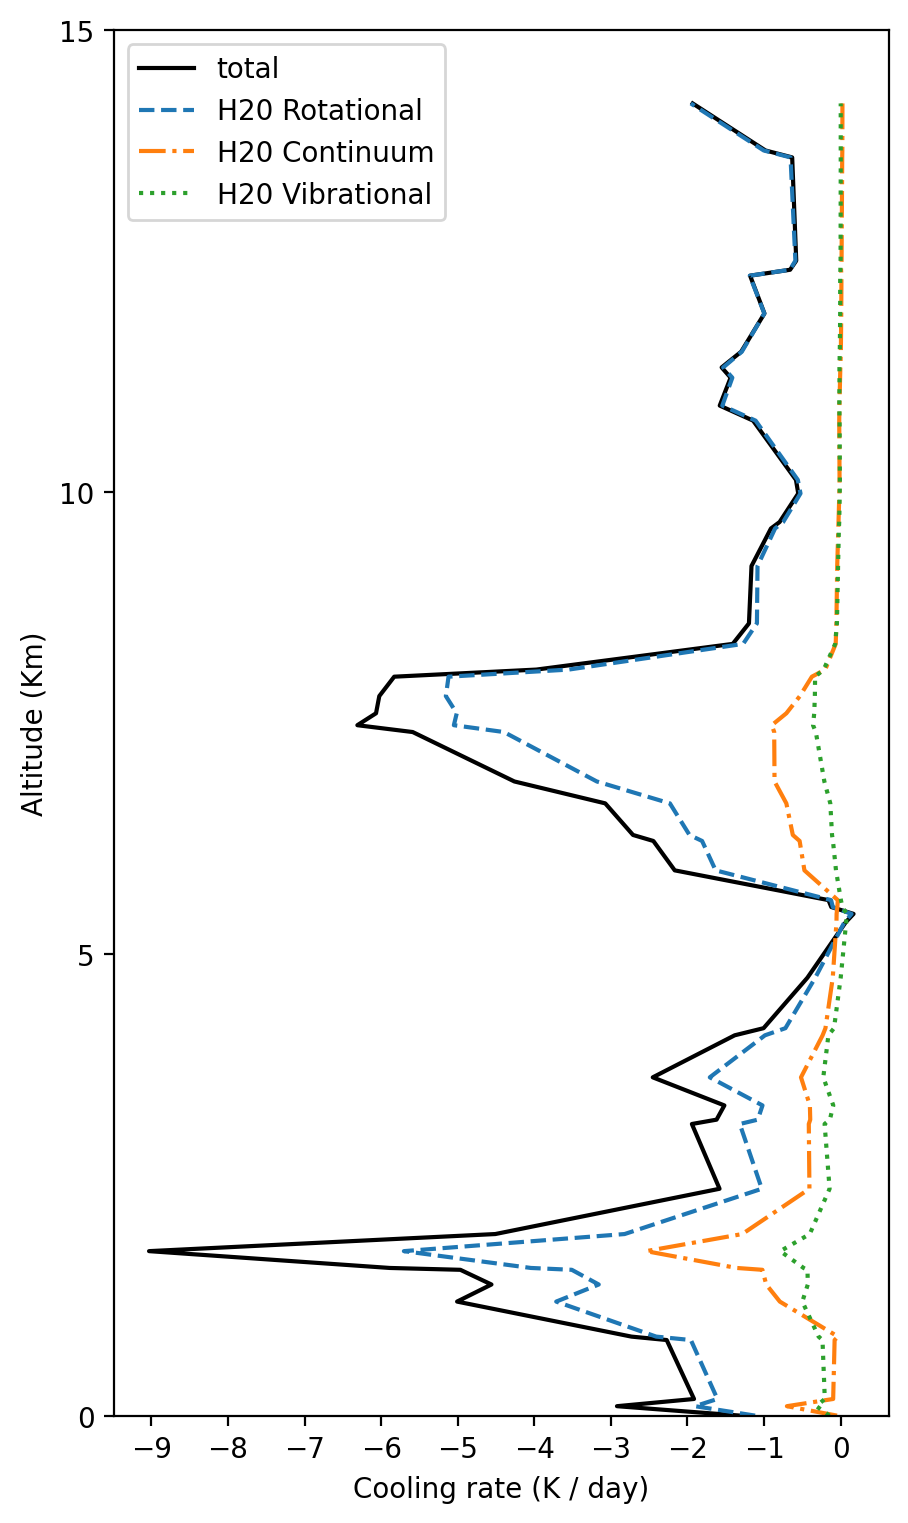 15
total
H20 Rotational
H20 Continuum
H20 Vibrational
10
Altitude (Km)
5
0
−9 −8 −7 −6 −5 −4 −3 −2 −1 0
Cooling rate (K / day)